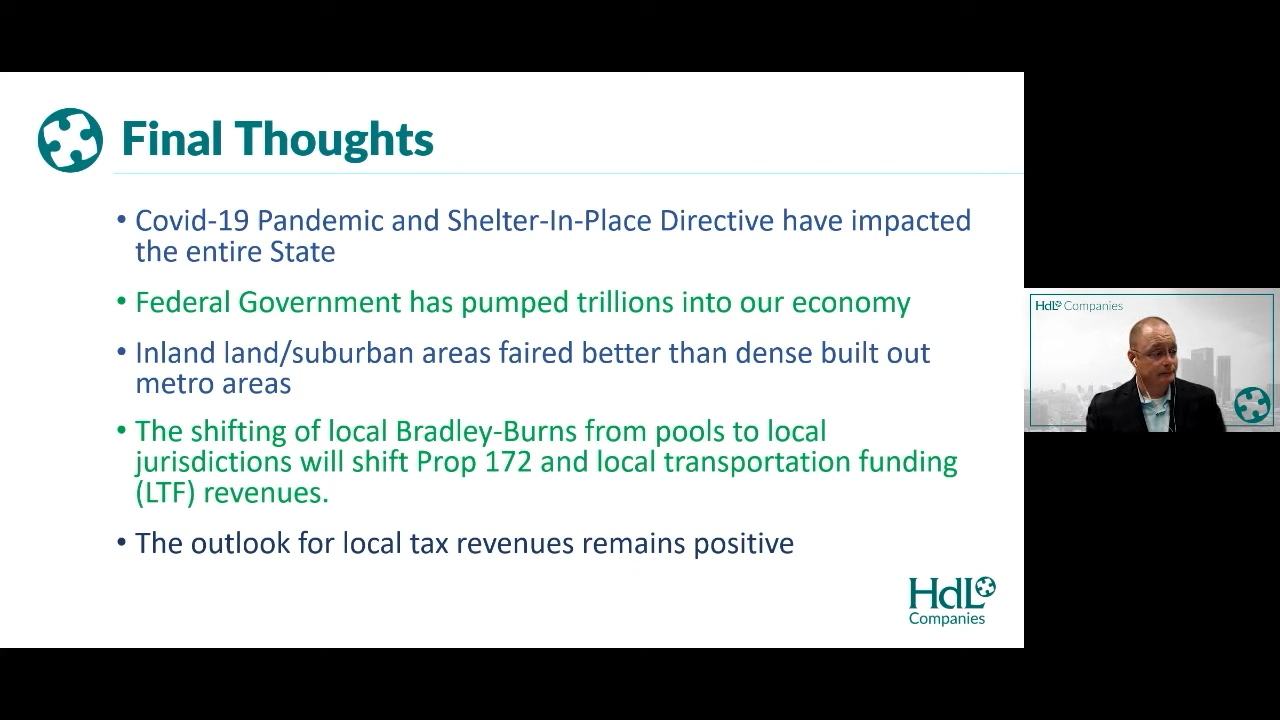 Final Thoughts
• Covid-19 Pandemic and Shelter-In-Place Directive have impacted
the entire State
• Federal Government has pumped trillions into our economy
• Inland land/suburban areas faired better than dense built out
metro areas
• The shifting of local Bradley-Burns from pools to local
jurisdictions will shift Prop 172 and local transportation funding
(LTF) revenues.
• The outlook for local tax revenues remains positive
HdL
Companies
HdL Companies